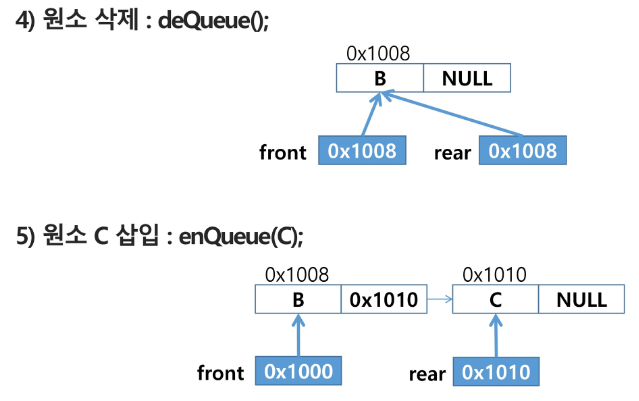 4) 원소 삭제 : deQueue();
0x1008
B NULL
front 0x1008 rear 0x1008
5) 원소 C 삽입 : enQueue(C);
0x1008 0x1010
B 0x1010 C NULL
front 0x1000 rear 0x1010